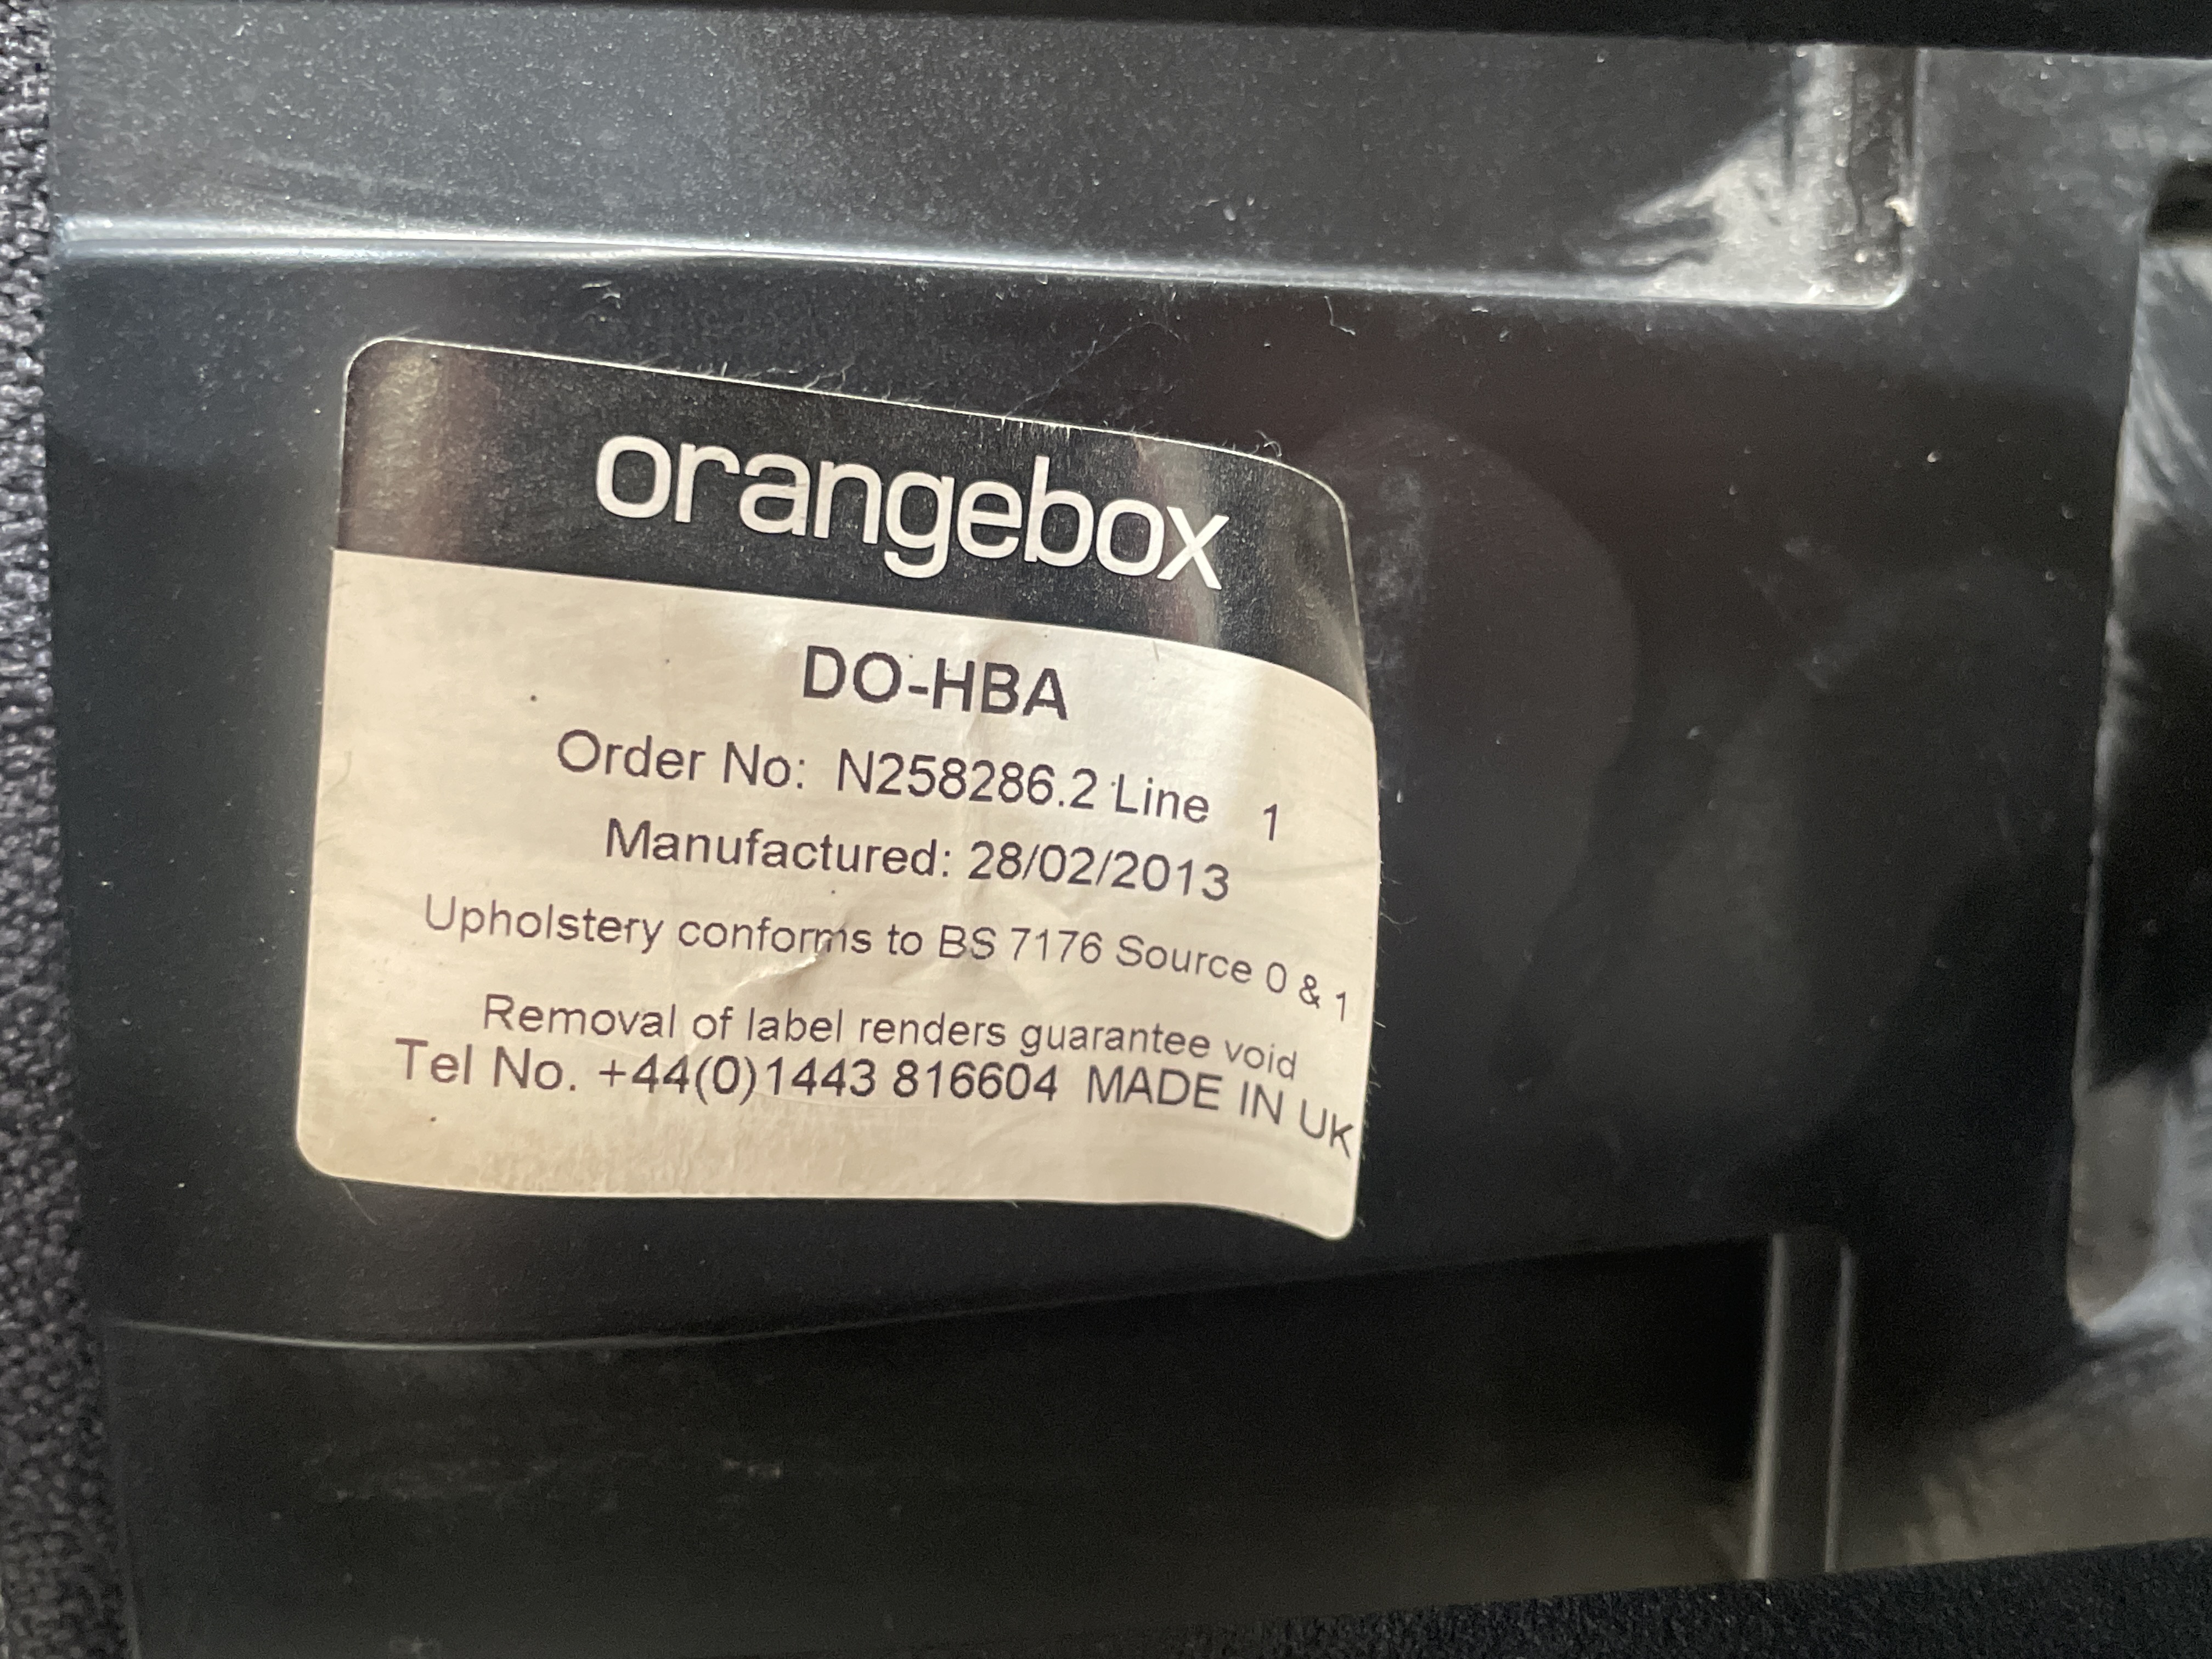 orangebox
DO-HBA
Order No: N258286.2 Line 1
Manufactured: 28/02/2013
Upholstery conforms to BS 7176 Source 0 & 1
Removal of label renders guarantee void
Tel No. +44(0)1443 816604 MADE IN UK